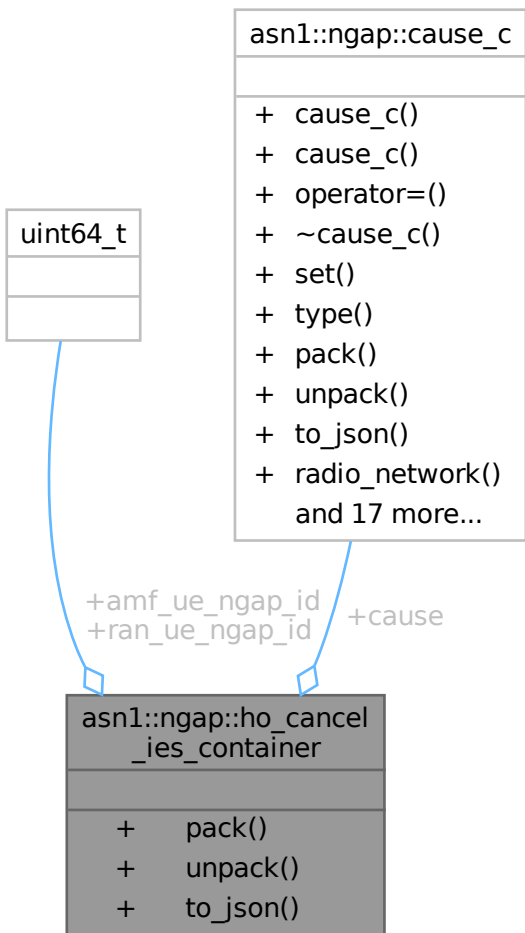 asn1::ngap::cause_c
+ cause_c()
+ cause_c()
+ operator=()
+ ~cause_c()
+ set()
+ type()
+ pack()
+ unpack()
+ to_json()
+ radio_network()
and 17 more...
uint64_t
+amf_ue_ngap_id
+ran_ue_ngap_id
+cause
asn1::ngap::ho_cancel
_ies_container
+ pack()
+ unpack()
+ to_json()